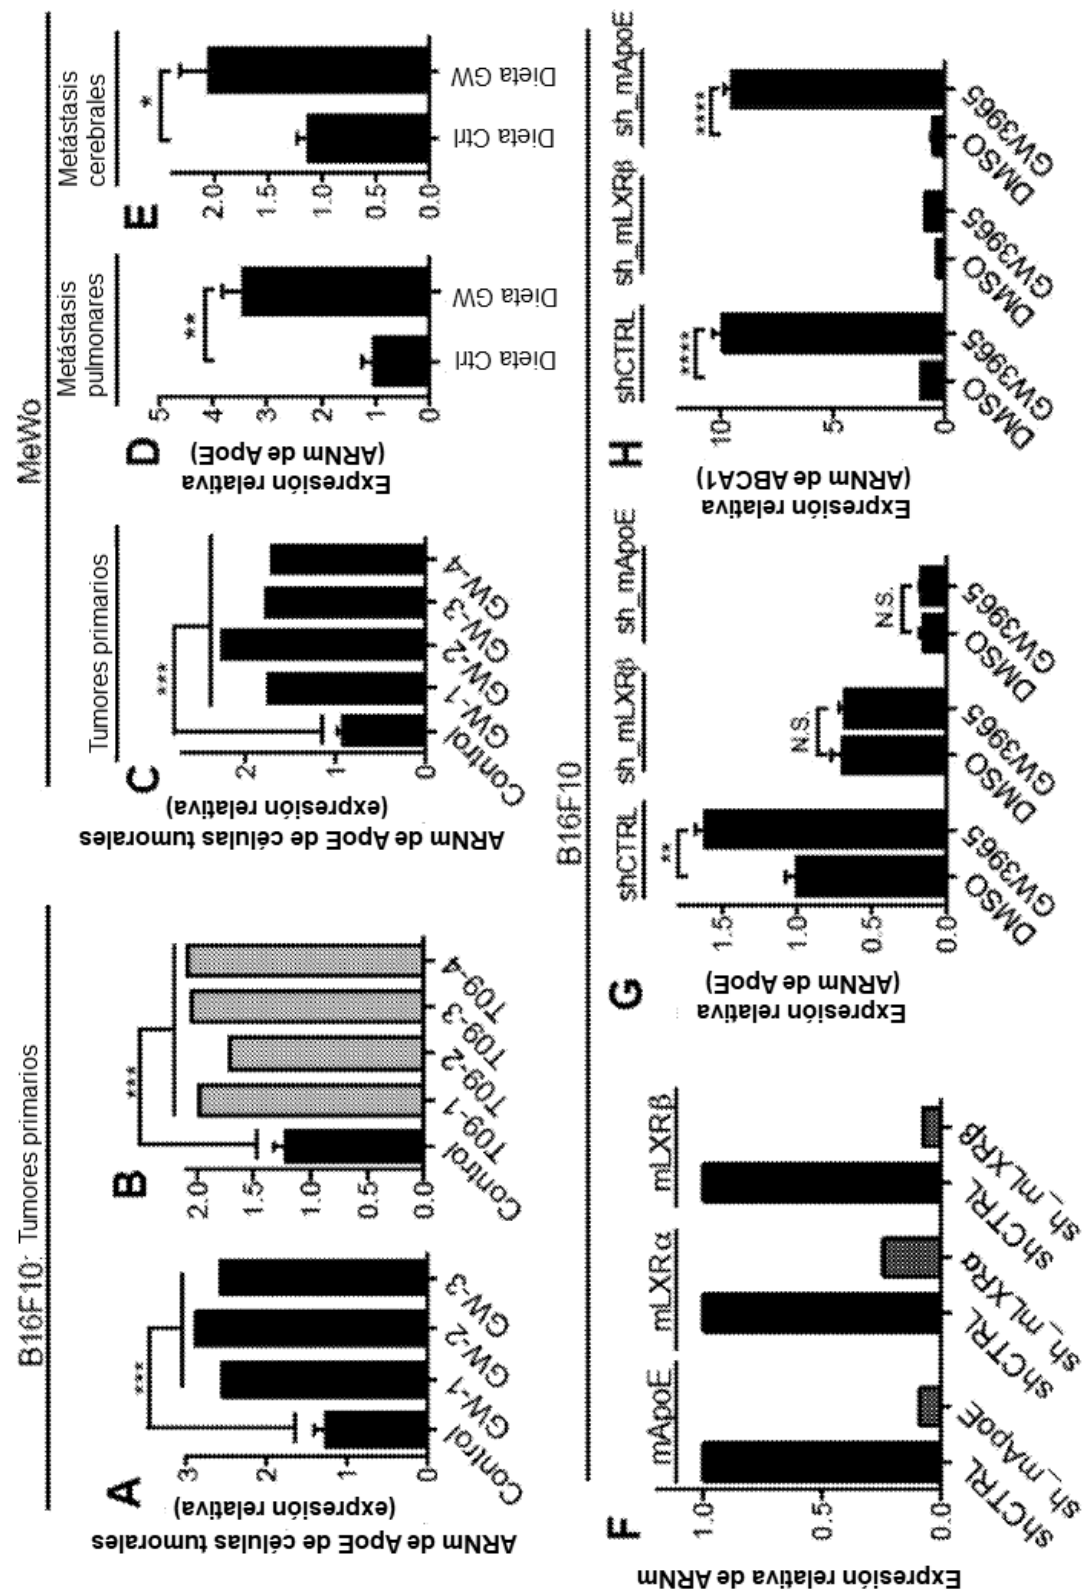 B16F10: Tumores primarios
MeWo
A
ARNm de ApoE de células tumorales
(expresión relativa)
3
2
1
0
***
Control
GW-1
GW-2
GW-3
B
2.0
1.5
1.0
0.5
0.0
***
Control
T09-1
T09-2
T09-3
T09-4
C
Tumores primarios
ARNm de ApoE de células tumorales
(expresión relativa)
2
1
0
***
Control
GW-1
GW-2
GW-3
GW-4
D
Metástasis
pulmonares
Expresión relativa
(ARNm de ApoE)
5
4
3
2
1
0
**
Dieta Ctrl
Dieta GW
E
Metástasis
cerebrales
2.0
1.5
1.0
0.5
0.0
*
Dieta Ctrl
Dieta GW
B16F10
F
Expresión relativa de ARNm
1.0
0.5
0.0
mApoE
mLXRα
mLXRβ
shCTRL
sh_mApoE
shCTRL
sh_mLXRα
shCTRL
sh_mLXRβ
G
Expresión relativa
(ARNm de ApoE)
1.5
1.0
0.5
0.0
shCTRL
sh_mLXRβ
sh_mApoE
**
N.S.
N.S.
DMSO
GW3965
DMSO
GW3965
DMSO
GW3965
H
Expresión relativa
(ARNm de ABCA1)
10
5
0
shCTRL
sh_mLXRβ
sh_mApoE
****
****
DMSO
GW3965
DMSO
GW3965
DMSO
GW3965